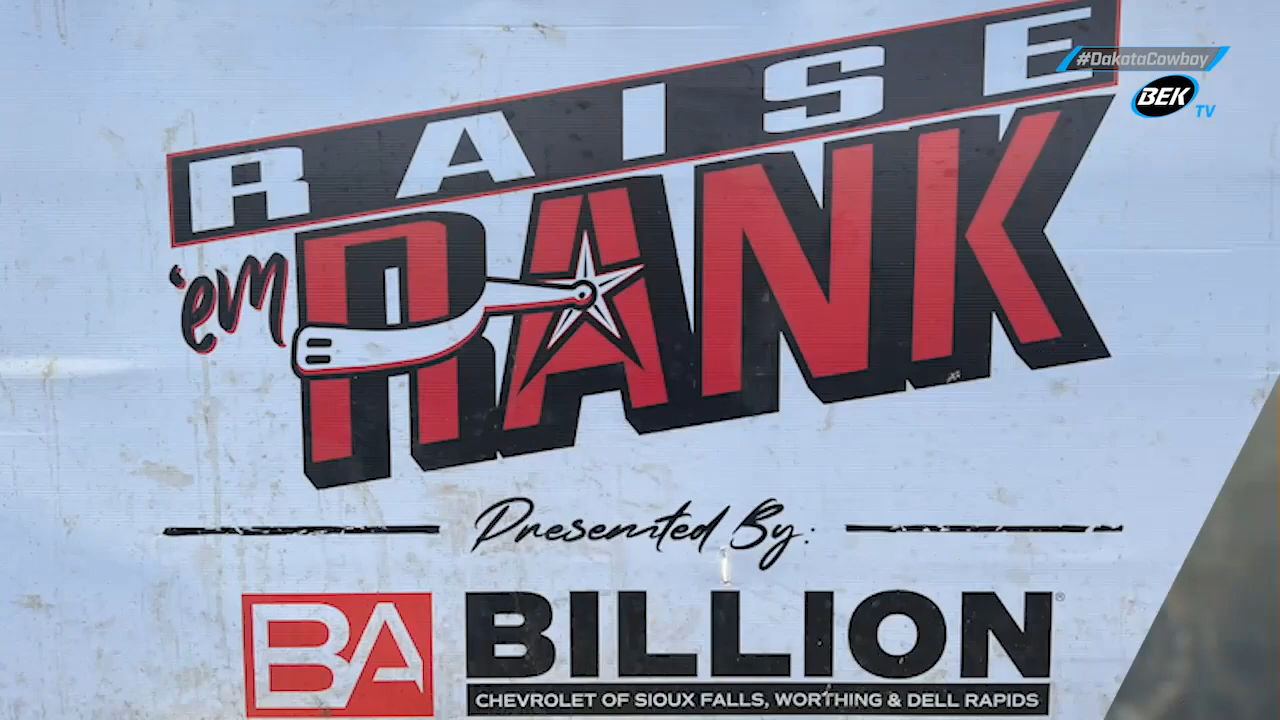 RAISE
#DakotaCowboy
BEK TV
'em RANK
Presented By:
BA BILLION®
CHEVROLET OF SIOUX FALLS, WORTHING & DELL RAPIDS